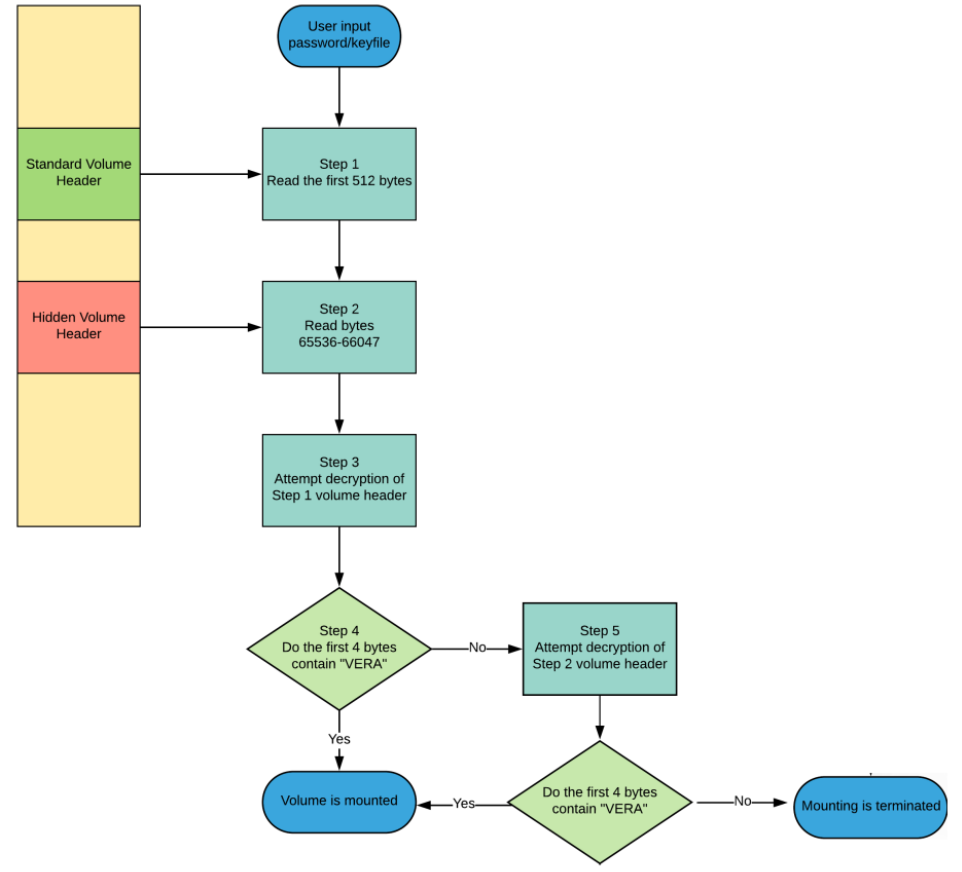 User input
password/keyfile
Standard Volume
Header
Step 1
Read the first 512 bytes
Hidden Volume
Header
Step 2
Read bytes
65536-66047
Step 3
Attempt decryption of
Step 1 volume header
Step 4
Do the first 4 bytes
contain "VERA"
No
Step 5
Attempt decryption of
Step 2 volume header
Yes
Volume is mounted
Yes
Do the first 4 bytes
contain "VERA"
No
Mounting is terminated